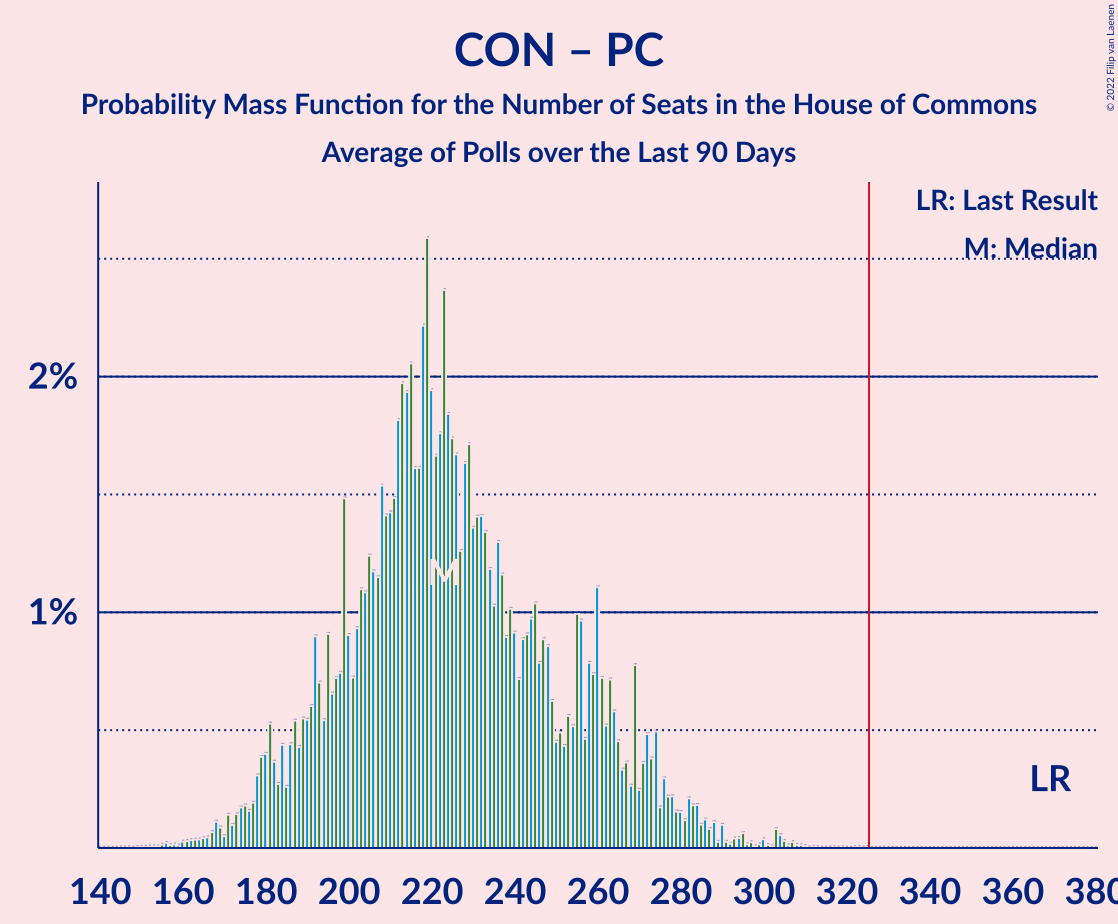 CON – PC
Probability Mass Function for the Number of Seats in the House of Commons
Average of Polls over the Last 90 Days
© 2022 Filip van Laenen
LR: Last Result
M: Median
2%
1%
M
LR
140 160 180 200 220 240 260 280 300 320 340 360 380